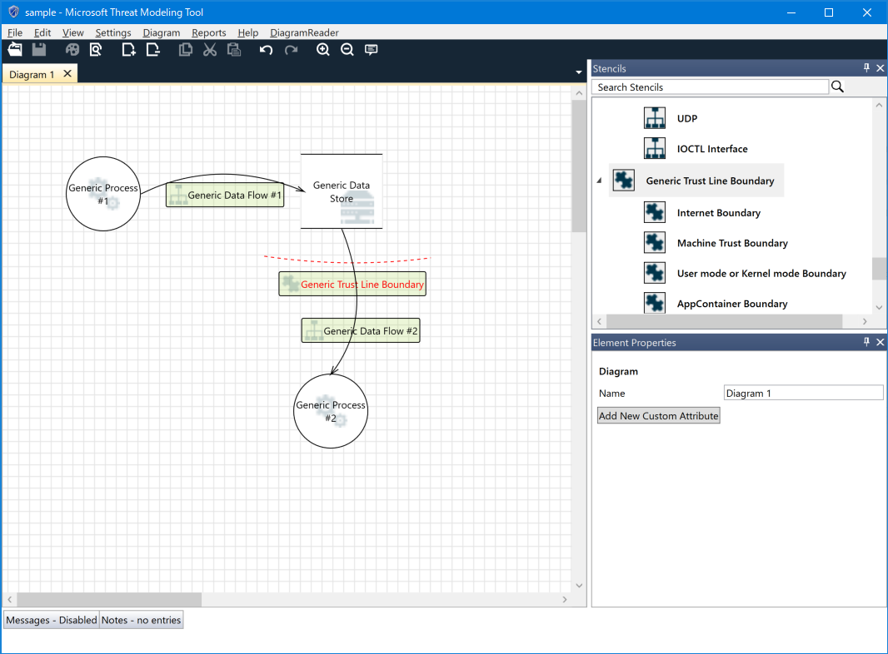 sample - Microsoft Threat Modeling Tool
File Edit View Settings Diagram Reports Help DiagramReader
Diagram 1
Generic Process
#1
Generic Data Flow #1
Generic Data
Store
Generic Trust Line Boundary
Generic Data Flow #2
Generic Process
#2
Stencils
Search Stencils
UDP
IOCTL Interface
Generic Trust Line Boundary
Internet Boundary
Machine Trust Boundary
User mode or Kernel mode Boundary
AppContainer Boundary
Element Properties
Diagram
Name Diagram 1
Add New Custom Attribute
Messages - Disabled Notes - no entries